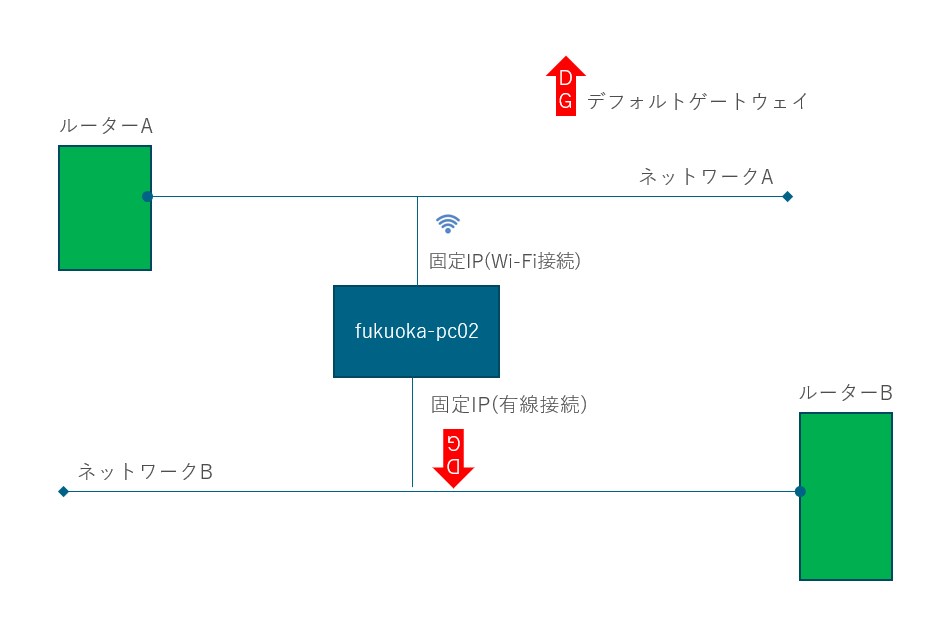 D
G
デフォルトゲートウェイ
ルーターA
ネットワークA
固定IP(Wi-Fi接続)
fukuoka-pc02
ルーターB
固定IP(有線接続)
D
G
ネットワークB